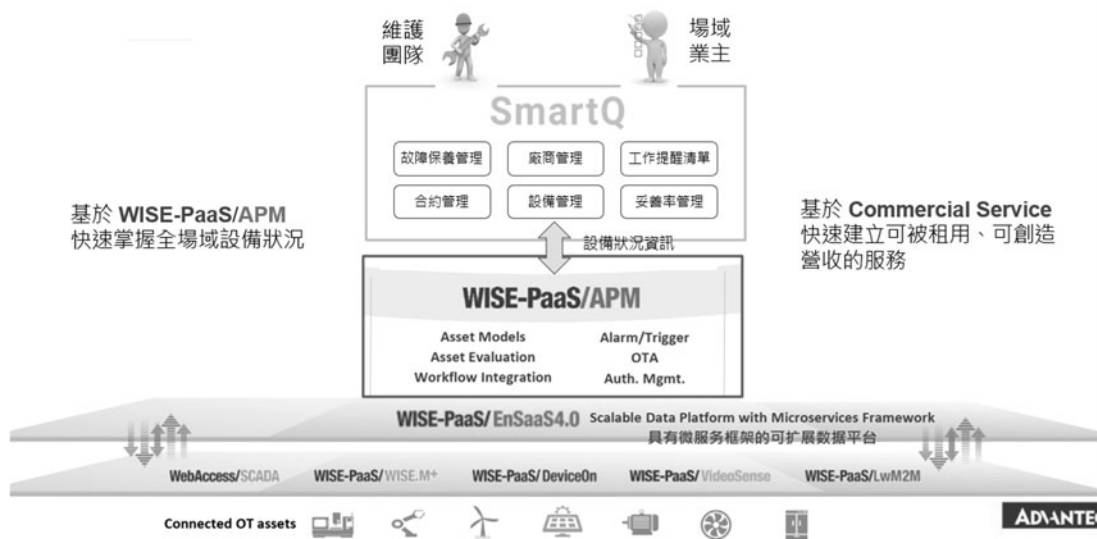 維護
團隊
場域
業主
SmartQ
故障保養管理
廠商管理
工作提醒清單
合約管理
設備管理
妥善率管理
基於 WISE-PaaS/APM
快速掌握全場域設備狀況
設備狀況資訊
基於 Commercial Service
快速建立可被租用、可創造
營收的服務
WISE-PaaS/APM
Asset Models
Alarm/Trigger
Asset Evaluation
OTA
Workflow Integration
Auth. Mgmt.
WISE-PaaS/EnSaaS4.0 Scalable Data Platform with Microservices Framework
具有微服务框架的可扩展数据平台
WebAccess/SCADA
WISE-PaaS/WISE.M+
WISE-PaaS/DeviceOn
WISE-PaaS/VideoSense
WISE-PaaS/LwM2M
Connected OT assets
ADVANTEC